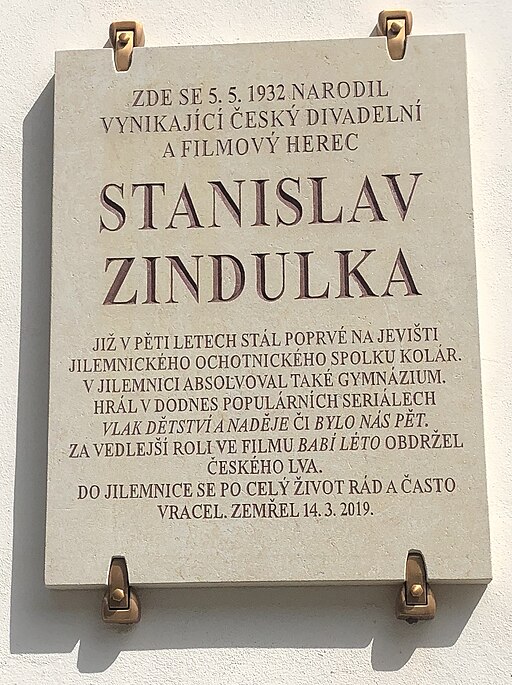 ZDE SE 5. 5. 1932 NARODIL
VYNIKAJÍCÍ ČESKÝ DIVADELNÍ
A FILMOVÝ HEREC
STANISLAV
ZINDULKA
JIŽ V PĚTI LETECH STÁL POPRVÉ NA JEVIŠTI
JILEMNICKÉHO OCHOTNICKÉHO SPOLKU KOLÁR.
V JILEMNICI ABSOLVOVAL TAKÉ GYMNÁZIUM.
HRÁL V DODNES POPULÁRNÍCH SERIÁLECH
VLAK DĚTSTVÍ A NADĚJE ČI BYLO NÁS PĚT.
ZA VEDLEJŠÍ ROLI VE FILMU BABÍ LÉTO OBDRŽEL
ČESKÉHO LVA.
DO JILEMNICE SE PO CELÝ ŽIVOT RÁD A ČASTO
VRACEL. ZEMŘEL 14. 3. 2019.